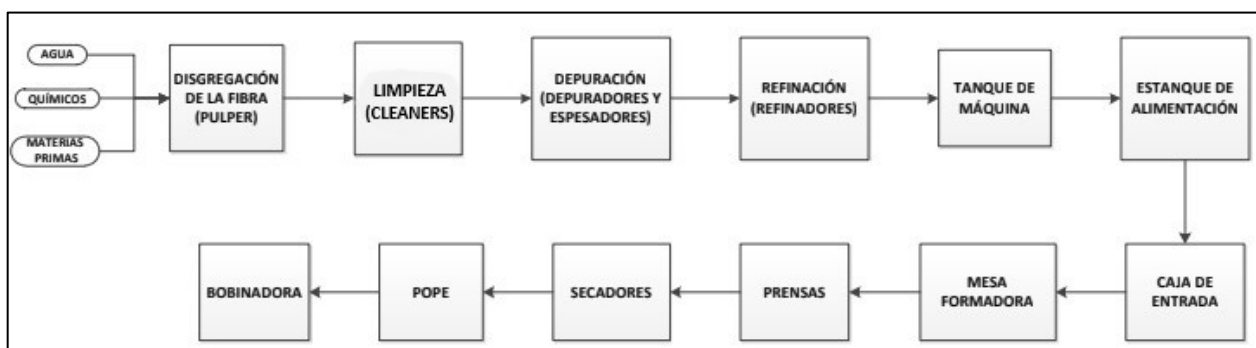 AGUA
QUÍMICOS
MATERIAS
PRIMAS
DISGREGACIÓN
DE LA FIBRA
(PULPER)
LIMPIEZA
(CLEANERS)
DEPURACIÓN
(DEPURADORES Y
ESPESADORES)
REFINACIÓN
(REFINADORES)
TANQUE DE
MÁQUINA
ESTANQUE DE
ALIMENTACIÓN
BOBINADORA
POPE
SECADORES
PRENSAS
MESA
FORMADORA
CAJA DE
ENTRADA